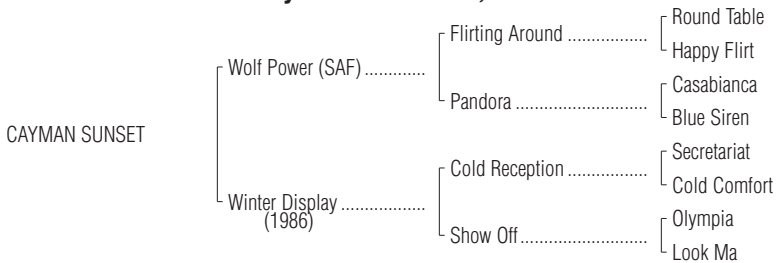 Round Table
Flirting Around .................
Happy Flirt
Wolf Power (SAF) .............
Casabianca
Pandora ............................
Blue Siren
CAYMAN SUNSET
Secretariat
Cold Reception .................
Cold Comfort
Winter Display ..................
(1986)
Olympia
Show Off...........................
Look Ma